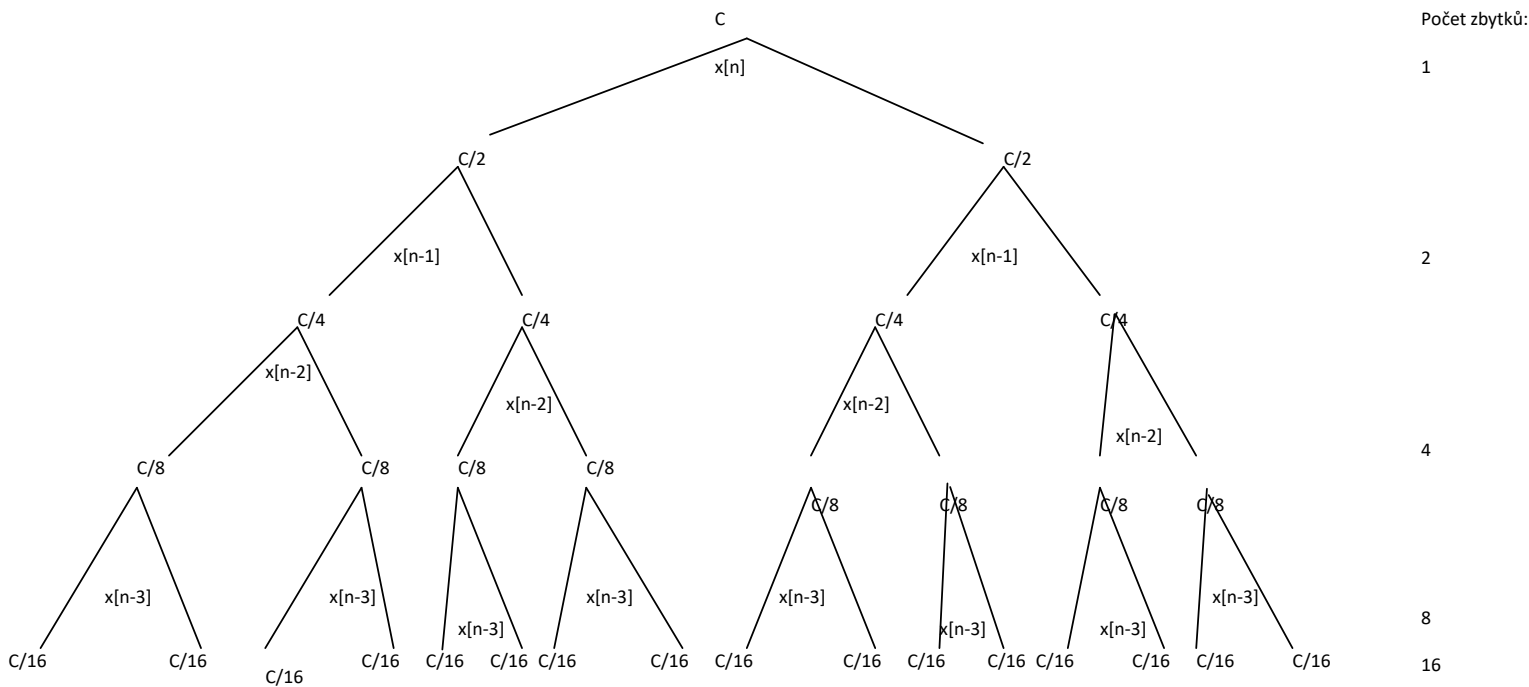 C Počet zbytků:
x[n] 1
C/2 C/2
x[n-1] x[n-1] 2
C/4 C/4 C/4 C/4
x[n-2] x[n-2] x[n-2] x[n-2] 4
C/8 C/8 C/8 C/8 C/8 C/8 C/8 C/8
x[n-3] x[n-3] x[n-3] x[n-3] x[n-3] x[n-3] x[n-3] x[n-3] 8
C/16 C/16 C/16 C/16 C/16 C/16 C/16 C/16 C/16 C/16 C/16 C/16 C/16 C/16 C/16 C/16 16